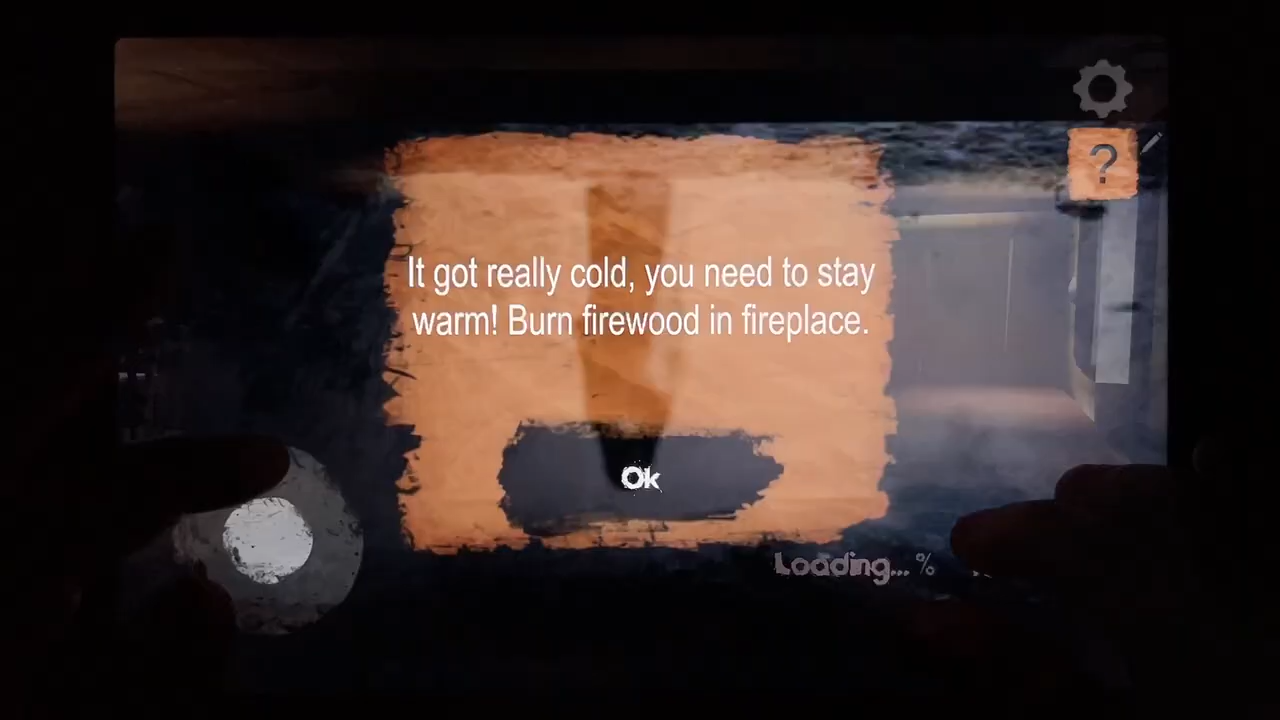 ?
It got really cold, you need to stay
warm! Burn firewood in fireplace.
Ok
Loading... %